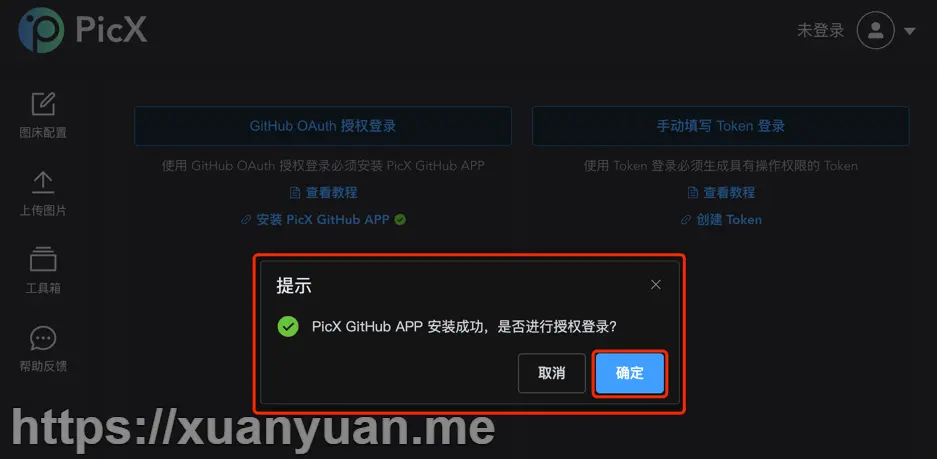 PicX
未登录
图床配置
上传图片
工具箱
帮助反馈
GitHub OAuth 授权登录
使用 GitHub OAuth 授权登录必须安装 PicX GitHub APP
查看教程
安装 PicX GitHub APP
手动填写 Token 登录
使用 Token 登录必须生成具有操作权限的 Token
查看教程
创建 Token
提示
PicX GitHub APP 安装成功，是否进行授权登录?
取消
确定
https://xuanyuan.me